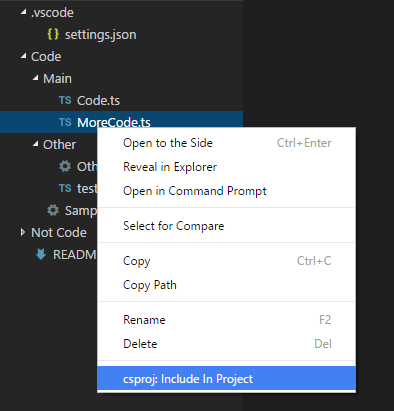 .vscode
{ } settings.json
Code
Main
TS Code.ts
TS MoreCode.ts
Other
Oth
TS test
Samp
Not Code
README
Open to the Side Ctrl+Enter
Reveal in Explorer
Open in Command Prompt
Select for Compare
Copy Ctrl+C
Copy Path
Rename F2
Delete Del
csproj: Include In Project